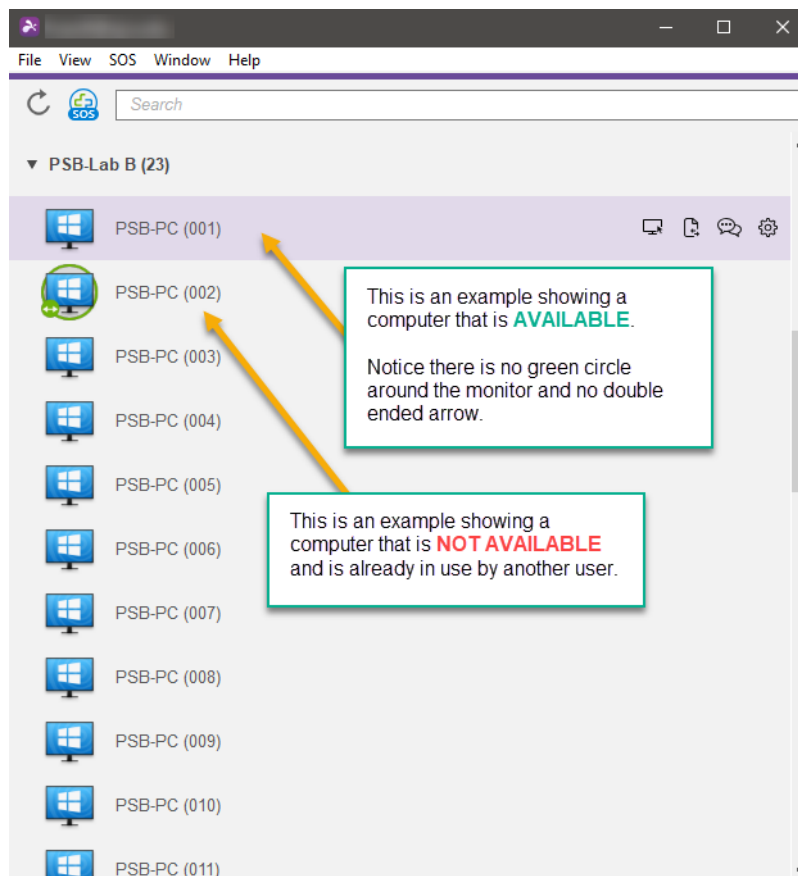 File View SOS Window Help
SOS
Search
PSB-Lab B (23)
PSB-PC (001)
PSB-PC (002)
This is an example showing a
computer that is AVAILABLE.
Notice there is no green circle
around the monitor and no double
ended arrow.
PSB-PC (003)
PSB-PC (004)
PSB-PC (005)
This is an example showing a
computer that is NOT AVAILABLE
and is already in use by another user.
PSB-PC (006)
PSB-PC (007)
PSB-PC (008)
PSB-PC (009)
PSB-PC (010)
PSB-PC (011)